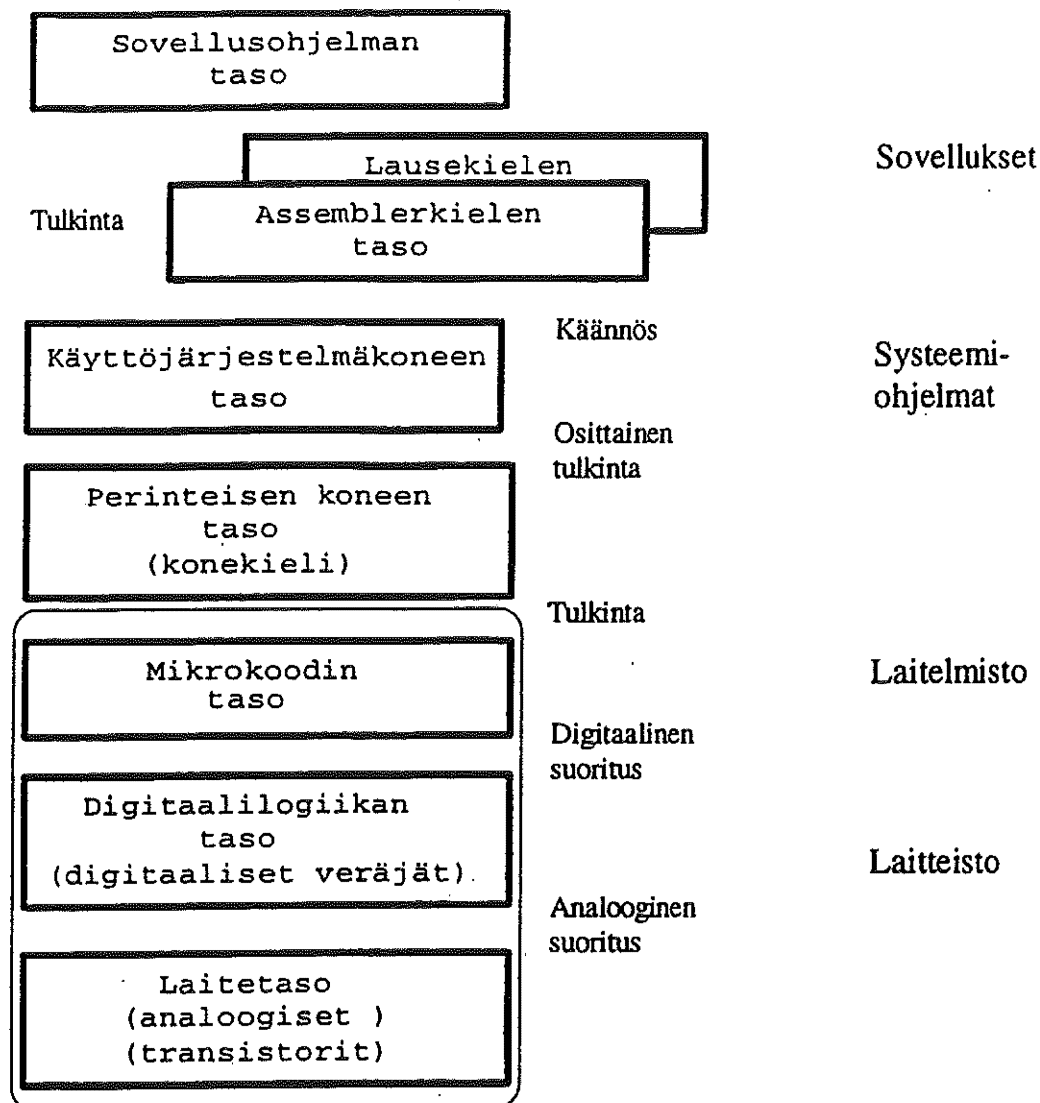 Sovellusohjelman
taso
Lausekielen
Sovellukset
Tulkinta
Assemblerkielen
taso
Käännös
Käyttöjärjestelmäkoneen
taso
Systeemi-
ohjelmat
Osittainen
tulkinta
Perinteisen koneen
taso
(konekieli)
Tulkinta
Mikrokoodin
taso
Laitelmisto
Digitaalinen
suoritus
Digitaalilogiikan
taso
(digitaaliset veräjät)
Laitteisto
Analooginen
suoritus
Laitetaso
(analoogiset )
(transistorit)